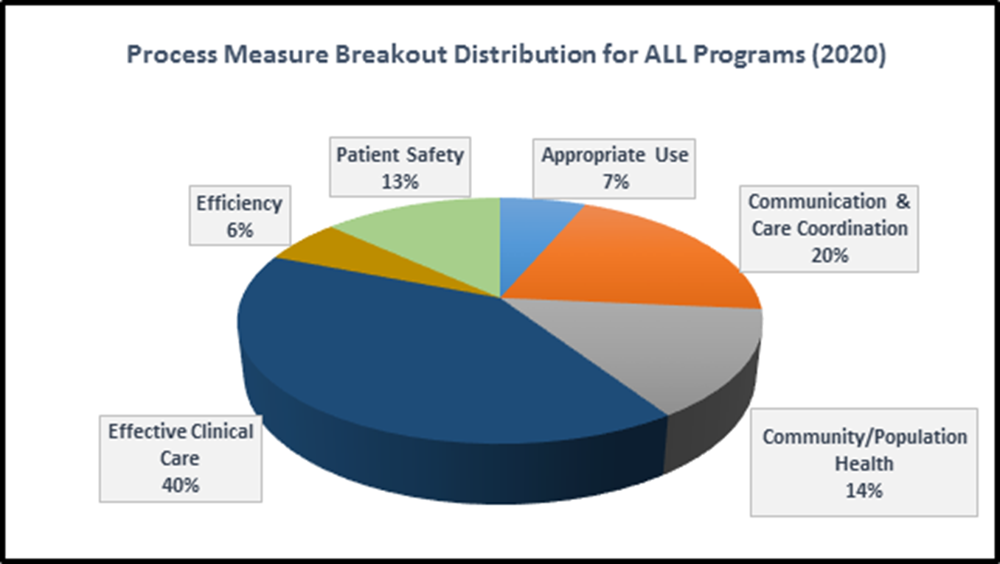 Process Measure Breakout Distribution for ALL Programs (2020)
Patient Safety
13%
Appropriate Use
7%
Efficiency
6%
Communication &
Care Coordination
20%
Effective Clinical
Care
40%
Community/Population
Health
14%